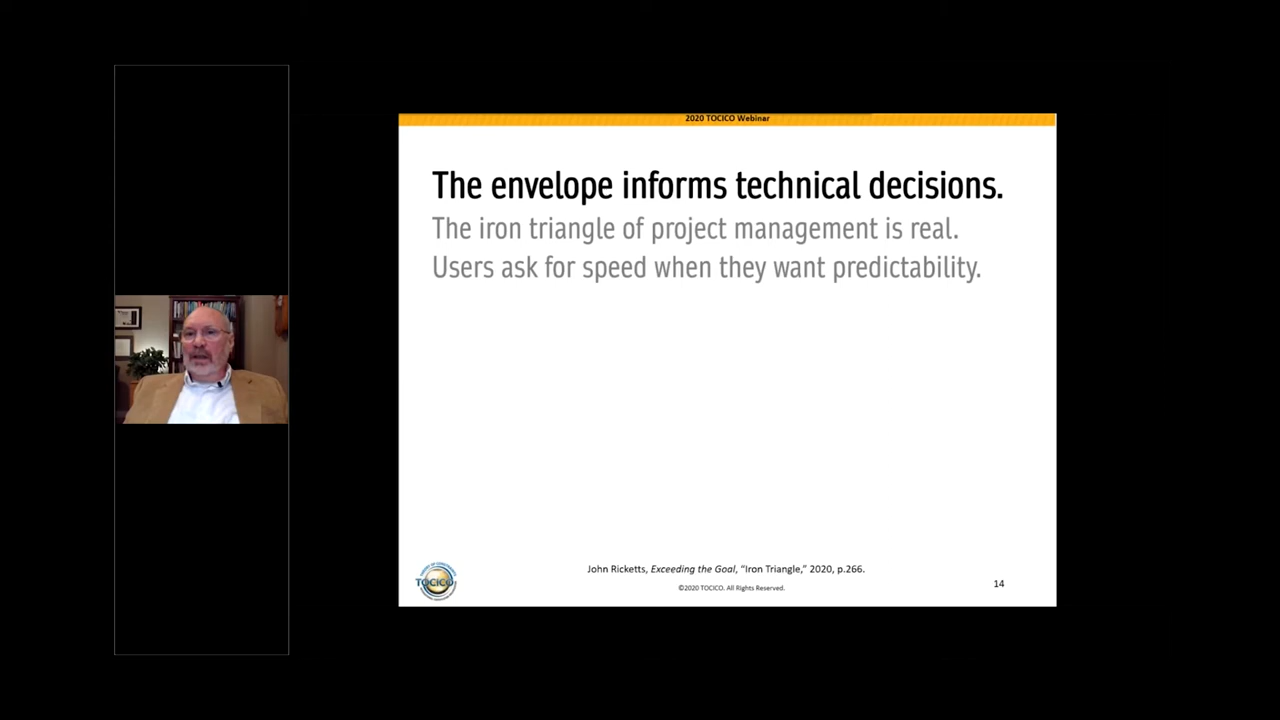 2020 TOCICO Webinar
The envelope informs technical decisions.
The iron triangle of project management is real.
Users ask for speed when they want predictability.
John Ricketts, Exceeding the Goal, “Iron Triangle,” 2020, p.266.
TOCICO
©2020 TOCICO. All Rights Reserved.
14